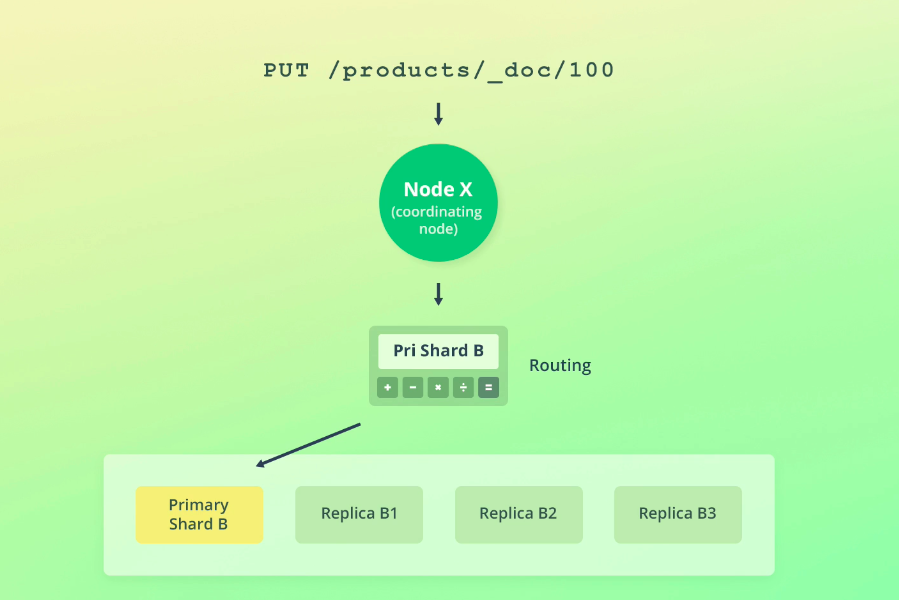 PUT /products/_doc/100
Node X
(coordinating
node)
Pri Shard B
Routing
+ − × ÷ =
Primary
Shard B
Replica B1
Replica B2
Replica B3